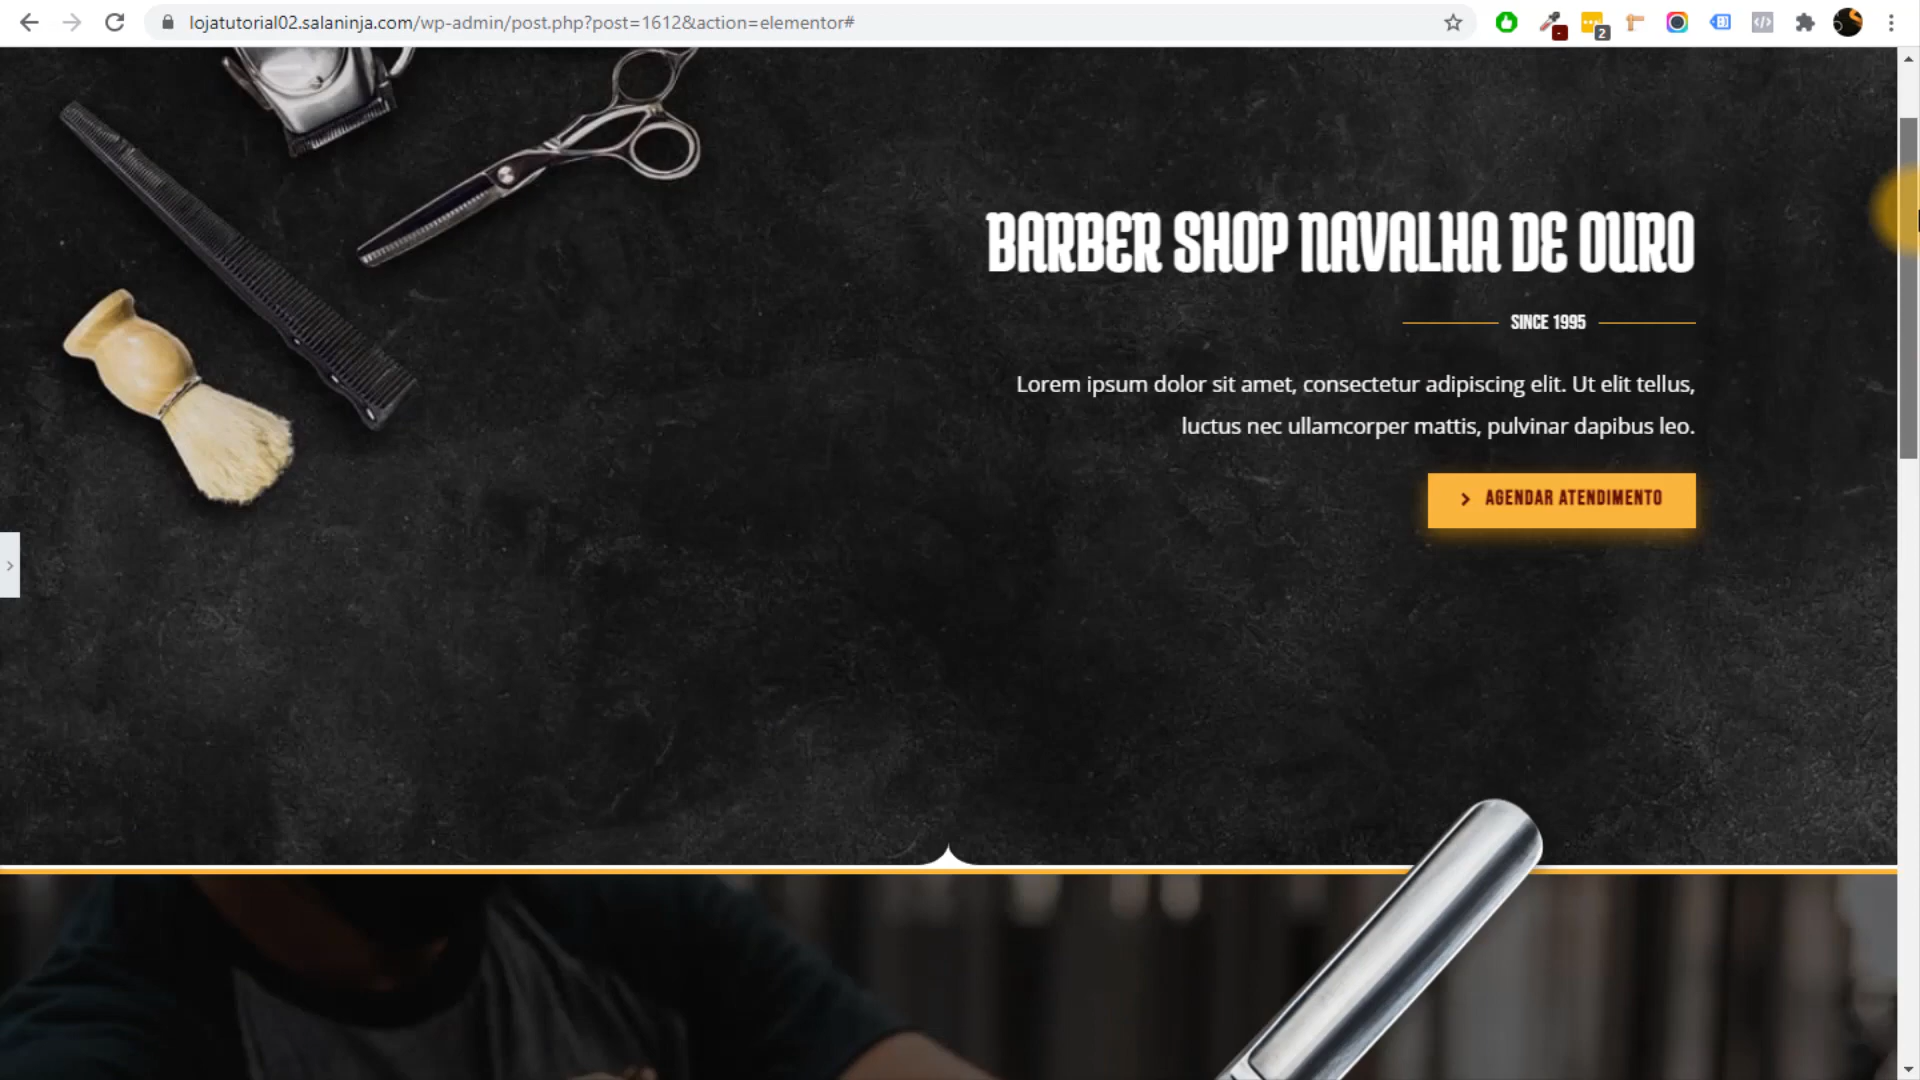 lojatutorial02.salaninja.com/wp-admin/post.php?post=1612&action=elementor#
2
BARBER SHOP NAVALHA DE OURO
SINCE 1995
Lorem ipsum dolor sit amet, consectetur adipiscing elit. Ut elit tellus,
luctus nec ullamcorper mattis, pulvinar dapibus leo.
AGENDAR ATENDIMENTO